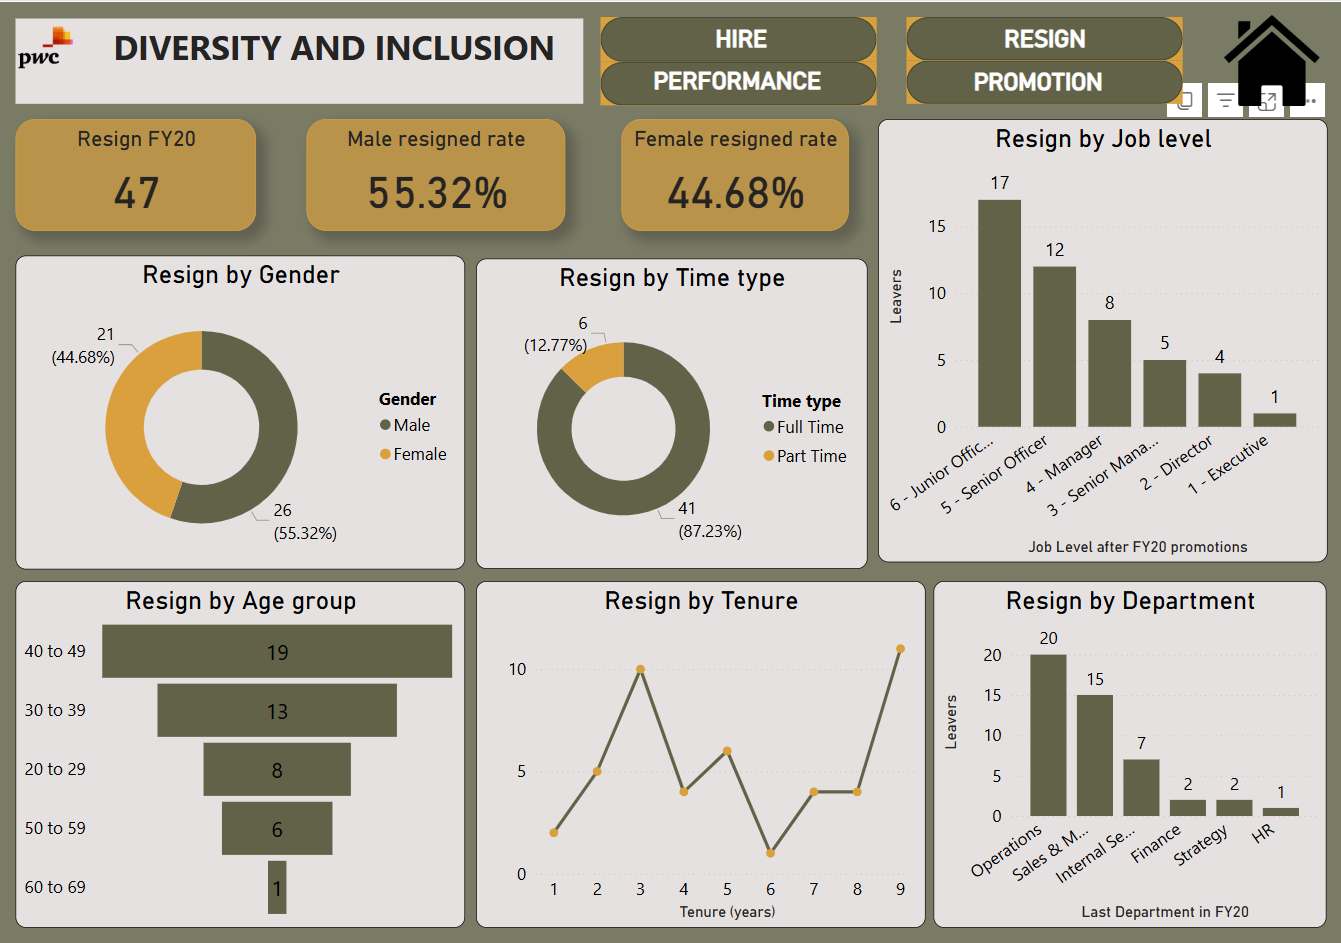 pwc
DIVERSITY AND INCLUSION
HIRE
PERFORMANCE
RESIGN
PROMOTION
Resign FY20
47
Male resigned rate
55.32%
Female resigned rate
44.68%
Resign by Job level
17
12
8
5
4
1
15
10
5
0
Leavers
6 - Junior Offic...
5 - Senior Officer
4 - Manager
3 - Senior Mana...
2 - Director
1 - Executive
Job Level after FY20 promotions
Resign by Gender
21
(44.68%)
26
(55.32%)
Gender
Male
Female
Resign by Time type
6
(12.77%)
41
(87.23%)
Time type
Full Time
Part Time
Resign by Age group
40 to 49 19
30 to 39 13
20 to 29 8
50 to 59 6
60 to 69 1
Resign by Tenure
10
5
0
1 2 3 4 5 6 7 8 9
Tenure (years)
Resign by Department
20
15
7
2
2
1
20
15
10
5
0
Leavers
Operations
Sales & M...
Internal Se...
Finance
Strategy
HR
Last Department in FY20